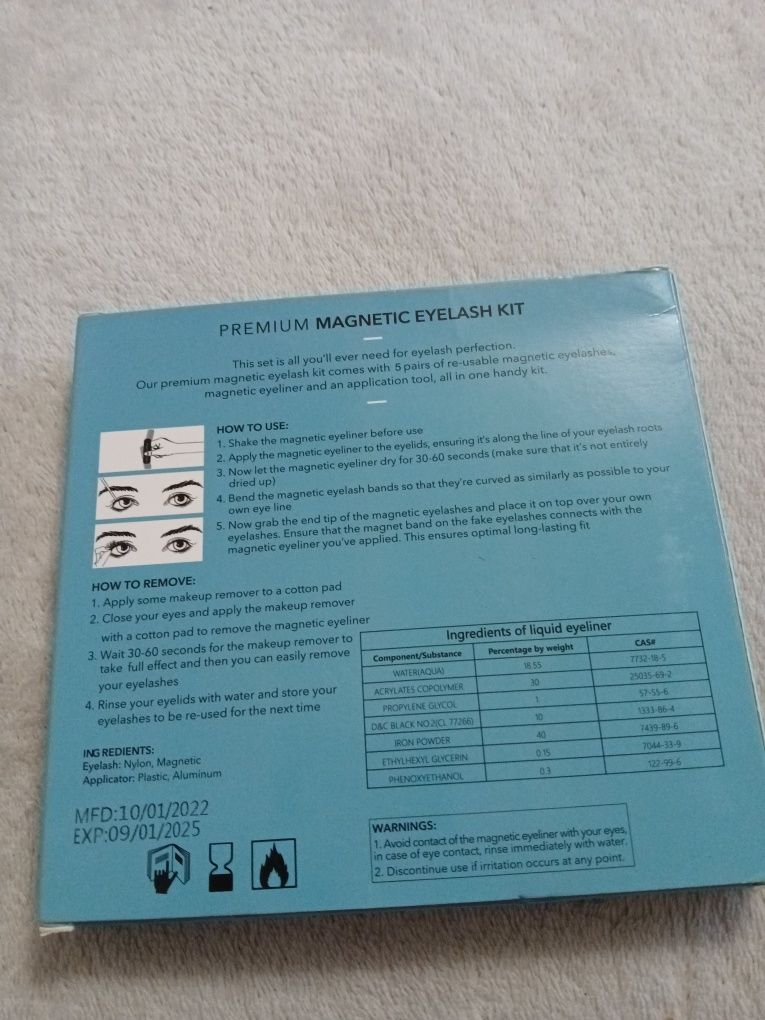 PREMIUM MAGNETIC EYELASH KIT
This set is all you'll ever need for eyelash perfection.
Our premium magnetic eyelash kit comes with 5 pairs of re-usable magnetic eyelashes,
magnetic eyeliner and an application tool, all in one handy kit.
HOW TO USE:
1. Shake the magnetic eyeliner before use
2. Apply the magnetic eyeliner to the eyelids, ensuring it's along the line of your eyelash roots
3. Now let the magnetic eyeliner dry for 30-60 seconds (make sure that it's not entirely
dried up)
4. Bend the magnetic eyelash bands so that they're curved as similarly as possible to your
own eye line
5. Now grab the end tip of the magnetic eyelashes and place it on top over your own
eyelashes. Ensure that the magnet band on the fake eyelashes connects with the
magnetic eyeliner you've applied. This ensures optimal long-lasting fit
HOW TO REMOVE:
1. Apply some makeup remover to a cotton pad
2. Close your eyes and apply the makeup remover
with a cotton pad to remove the magnetic eyeliner
3. Wait 30-60 seconds for the makeup remover to
take full effect and then you can easily remove
your eyelashes
4. Rinse your eyelids with water and store your
eyelashes to be re-used for the next time
Ingredients of liquid eyeliner
Component/Substance Percentage by weight CAS#
WATER(AQUA) 18.55 7732-18-5
ACRYLATES COPOLYMER 30 25035-69-2
PROPYLENE GLYCOL 1 57-55-6
D&C BLACK NO.2(CL 77266) 10 1333-86-4
IRON POWDER 40 7439-89-6
ETHYLHEXYL GLYCERIN 0.15 7044-33-9
PHENOXYETHANOL 0.3 122-99-6
ING REDIENTS:
Eyelash: Nylon, Magnetic
Applicator: Plastic, Aluminum
MFD:10/01/2022
EXP:09/01/2025
WARNINGS:
1. Avoid contact of the magnetic eyeliner with your eyes,
in case of eye contact, rinse immediately with water.
2. Discontinue use if irritation occurs at any point.